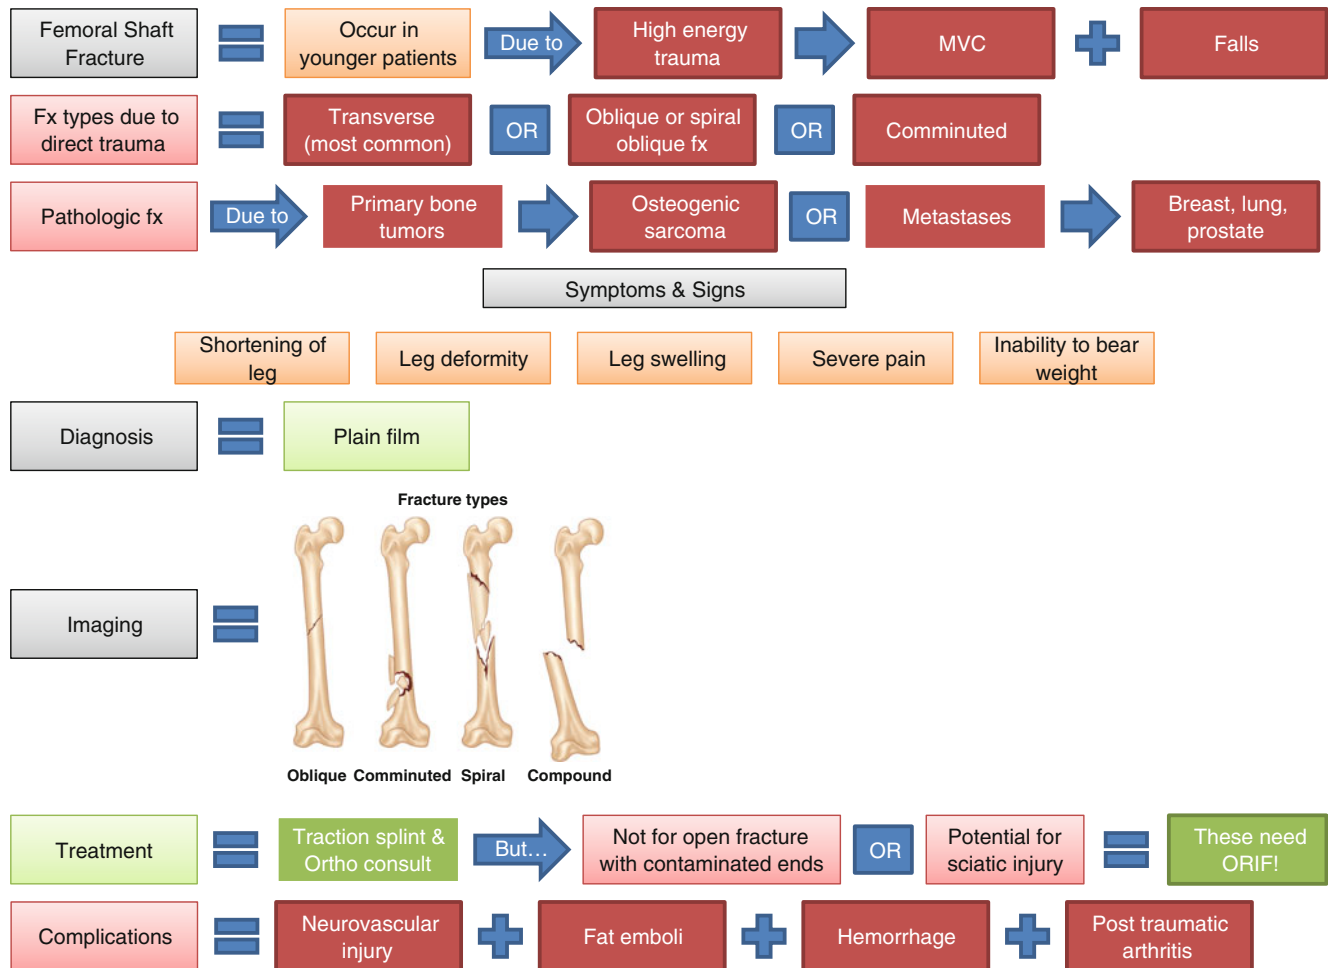 Femoral Shaft
Fracture
Occur in
younger patients
Due to
High energy
trauma
MVC
Falls
Fx types due to
direct trauma
Transverse
(most common)
OR
Oblique or spiral
oblique fx
OR
Comminuted
Pathologic fx
Due to
Primary bone
tumors
Osteogenic
sarcoma
OR
Metastases
Breast, lung,
prostate
Symptoms & Signs
Shortening of
leg
Leg deformity
Leg swelling
Severe pain
Inability to bear
weight
Diagnosis
Plain film
Fracture types
Imaging
Oblique
Comminuted
Spiral
Compound
Treatment
Traction splint &
Ortho consult
But…
Not for open fracture
with contaminated ends
OR
Potential for
sciatic injury
These need
ORIF!
Complications
Neurovascular
injury
Fat emboli
Hemorrhage
Post traumatic
arthritis